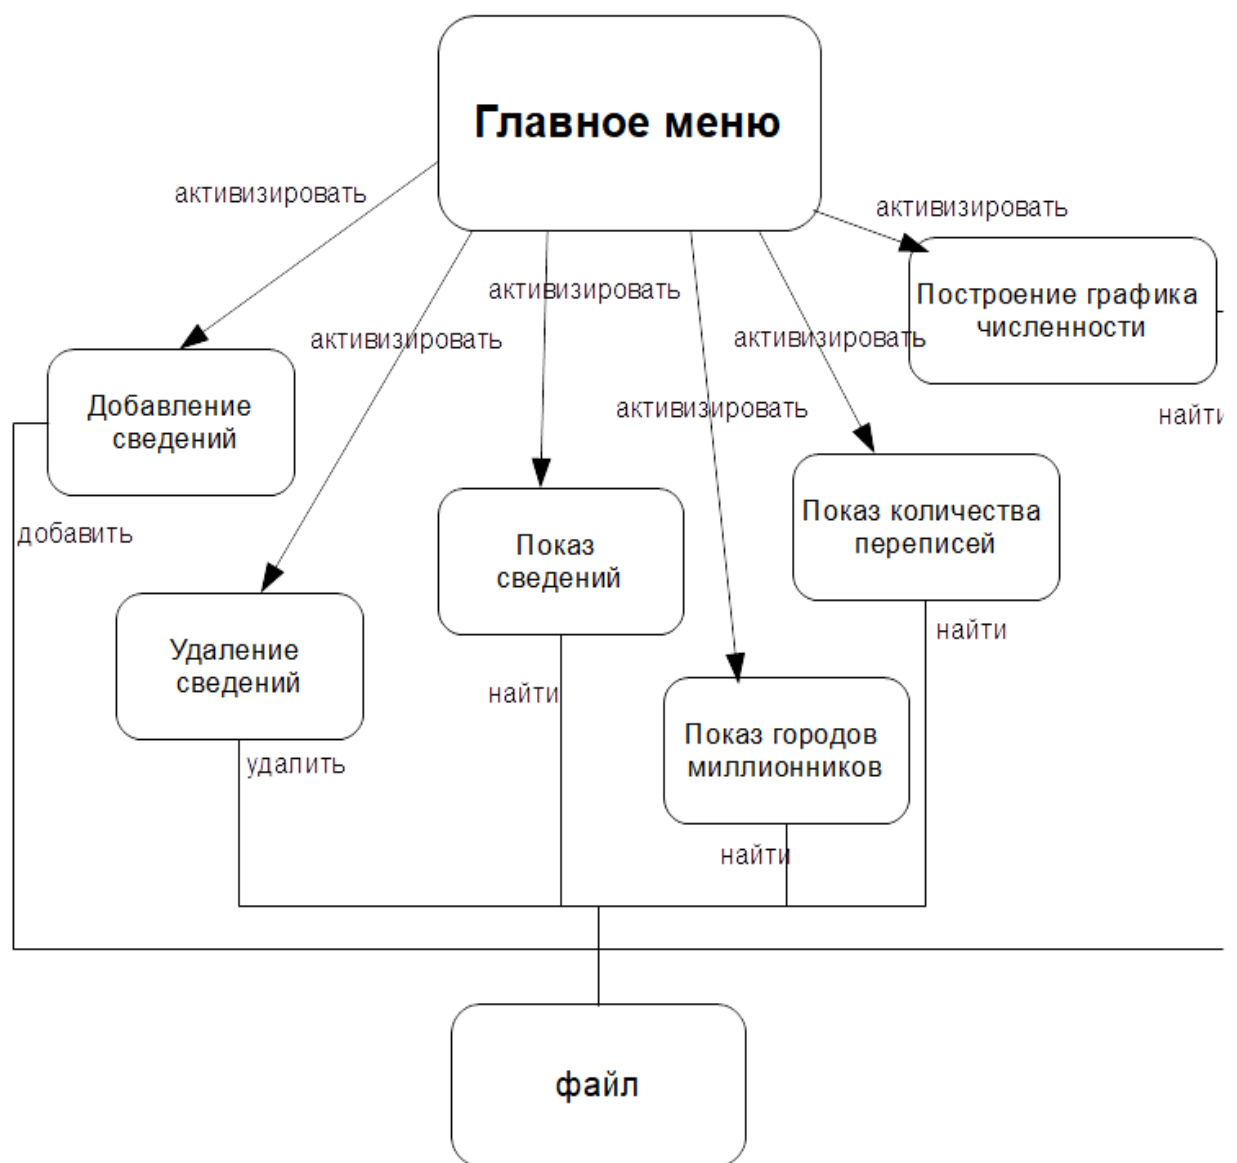 Главное меню
активизировать
активизировать
активизировать
Построение графика
численности
активизировать
активизировать
Добавление
сведений
активизировать
найти
Показ количества
переписей
добавить
Показ
сведений
найти
Удаление
сведений
найти
Показ городов
миллионников
удалить
найти
файл